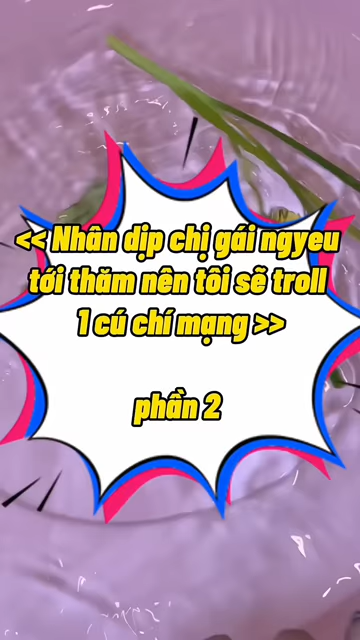 << Nhân dịp chị gái ngyeu
tới thăm nên tôi sẽ troll
1 cú chí mạng >>
phần 2